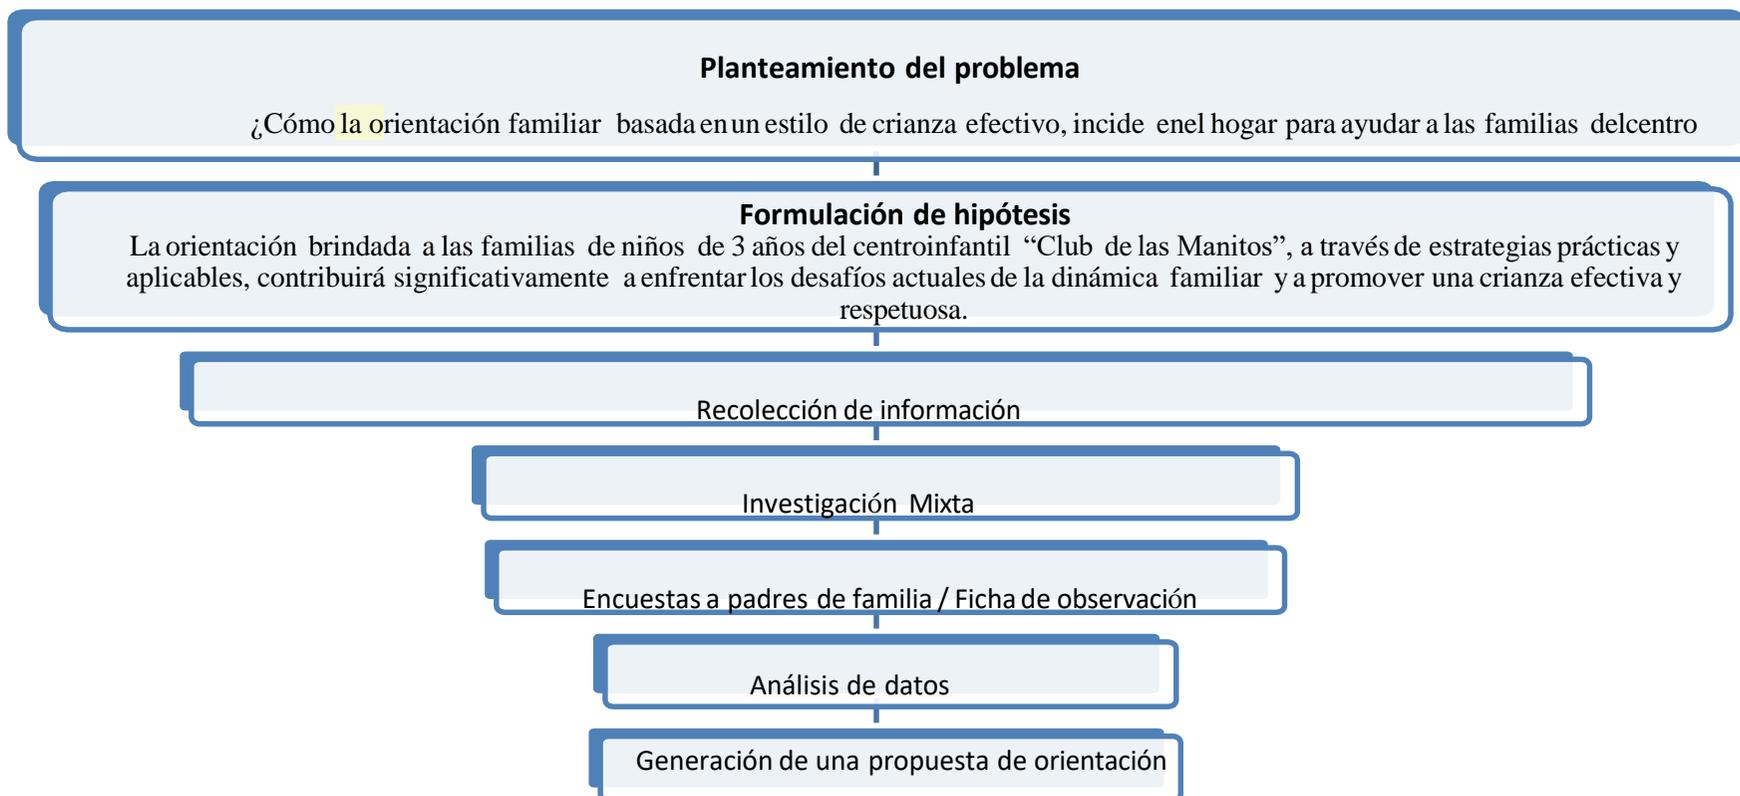 Planteamiento del problema
¿Cómo la orientación familiar basada en un estilo de crianza efectivo, incide enel hogar para ayudar a las familias delcentro
Formulación de hipótesis
La orientación brindada a las familias de niños de 3 años del centroinfantil “Club de las Manitos”, a través de estrategias prácticas y
aplicables, contribuirá significativamente a enfrentar los desafíos actuales de la dinámica familiar y a promover una crianza efectiva y
respetuosa.
Recolección de información
Investigación Mixta
Encuestas a padres de familia / Ficha de observación
Análisis de datos
Generación de una propuesta de orientación